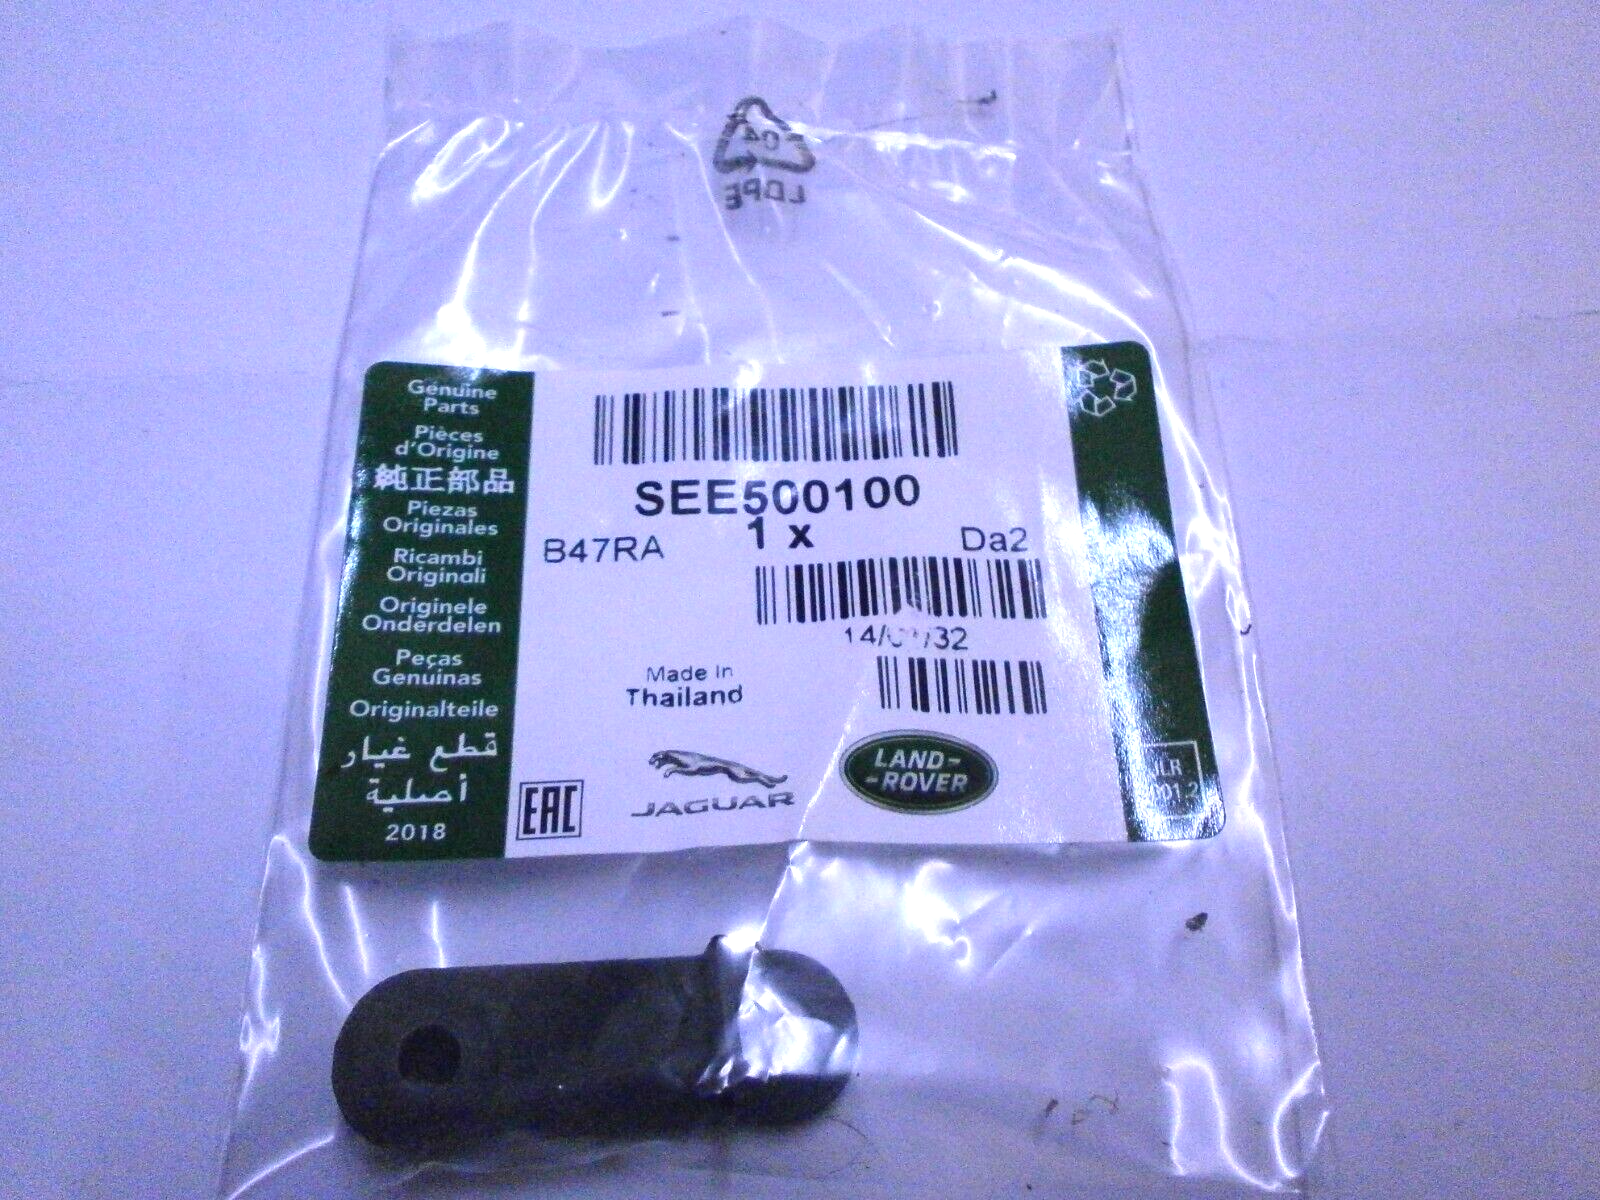 04
LDPE
Genuine
Parts
Pièces
d'Origine
純正部品
Piezas
Originales
Ricambi
Originali
Originele
Onderdelen
Peças
Genuínas
Originalteile
قطع غيار
أصلية
2018
SEE500100
1 x
B47RA
Da2
Made In
Thailand
EAC
JAGUAR
LAND-
-ROVER